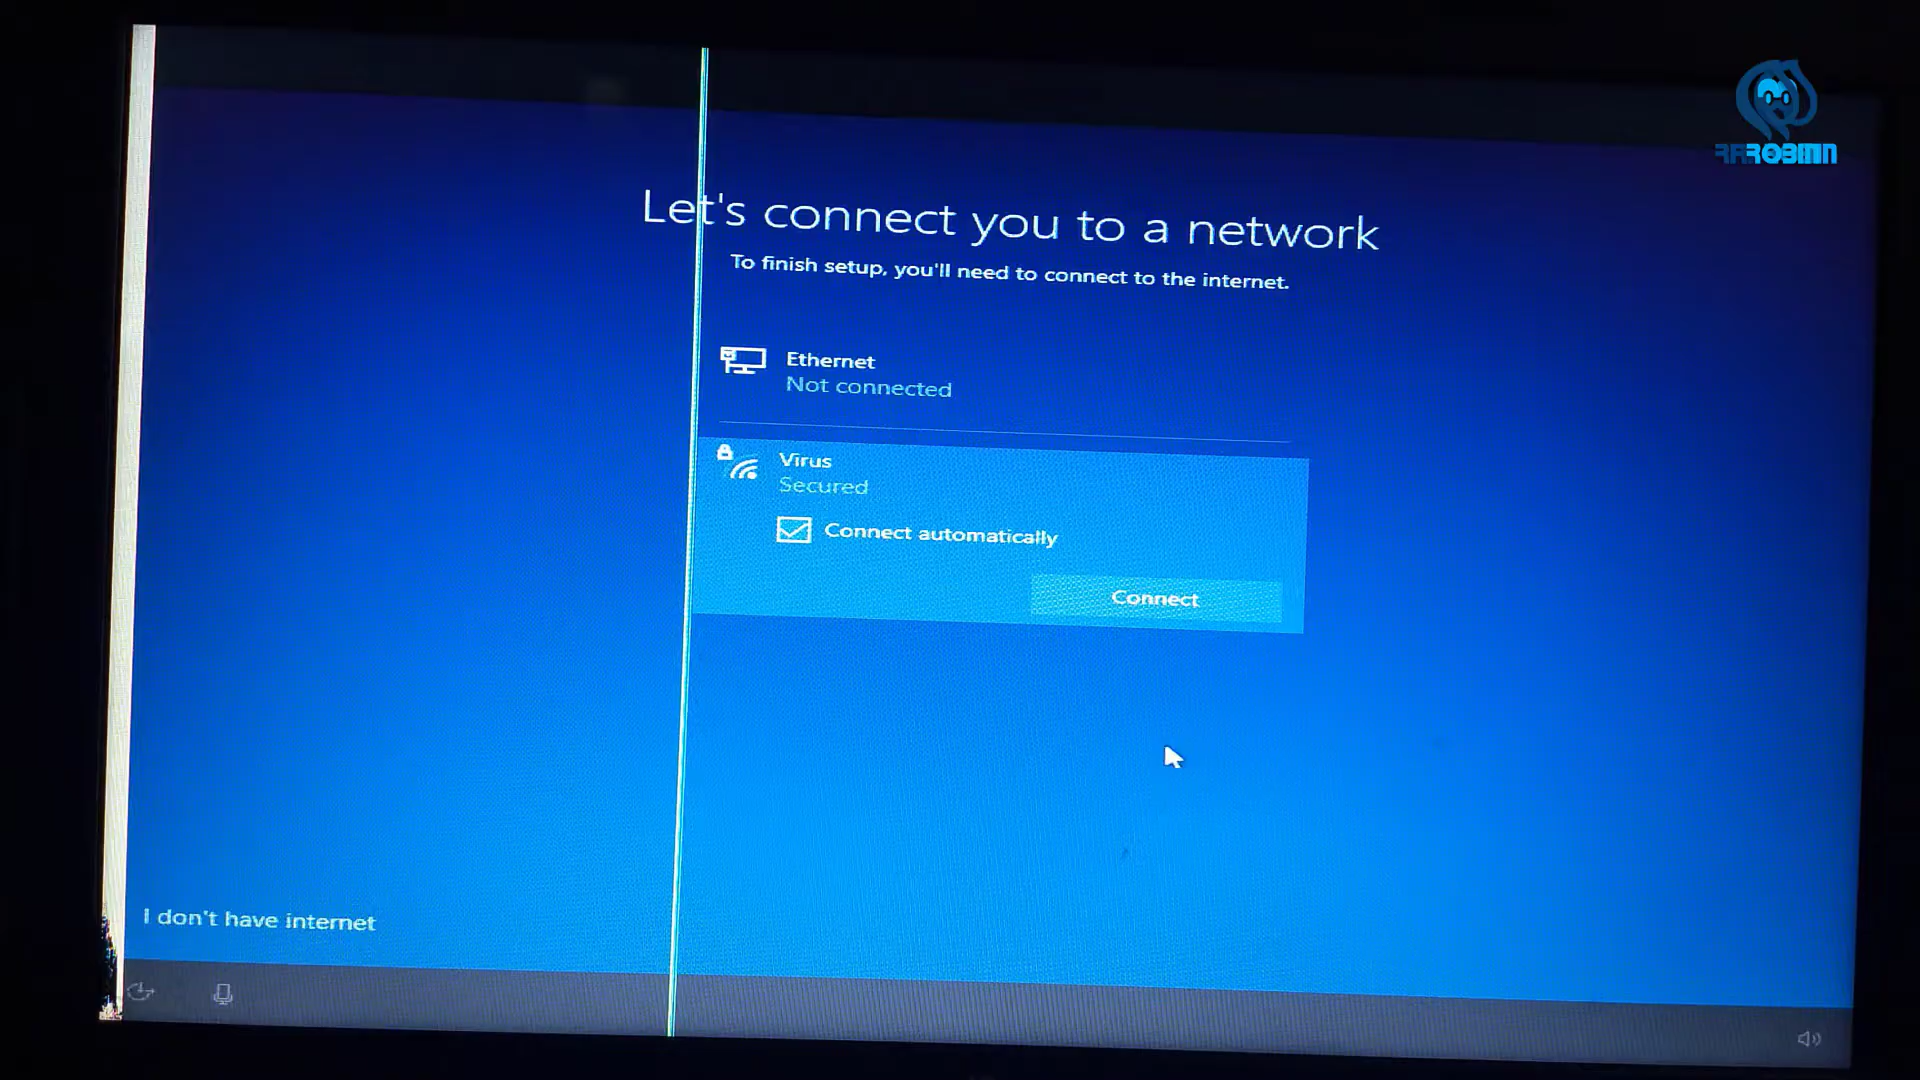 Let's connect you to a network
To finish setup, you'll need to connect to the internet.
Ethernet
Not connected
Virus
Secured
Connect automatically
Connect
I don't have internet